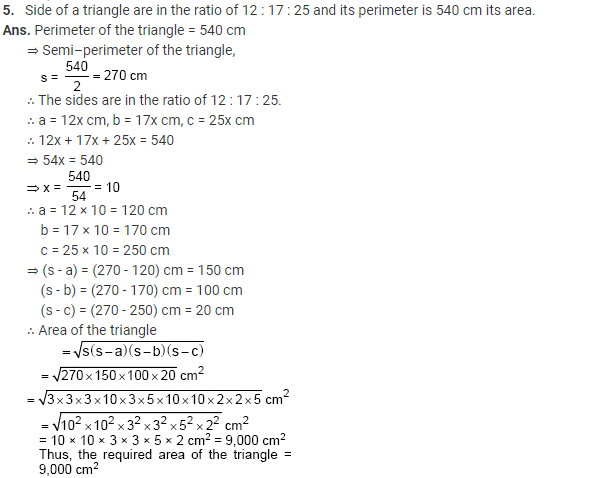 5. Side of a triangle are in the ratio of 12 : 17 : 25 and its perimeter is 540 cm its area.
Ans. Perimeter of the triangle = 540 cm
⇒ Semi–perimeter of the triangle,
s = 540/2 = 270 cm
∴ The sides are in the ratio of 12 : 17 : 25.
∴ a = 12x cm, b = 17x cm, c = 25x cm
∴ 12x + 17x + 25x = 540
⇒ 54x = 540
⇒ x = 540/54 = 10
∴ a = 12 × 10 = 120 cm
b = 17 × 10 = 170 cm
c = 25 × 10 = 250 cm
⇒ (s - a) = (270 - 120) cm = 150 cm
(s - b) = (270 - 170) cm = 100 cm
(s - c) = (270 - 250) cm = 20 cm
∴ Area of the triangle
= √s(s–a)(s–b)(s–c)
= √270×150×100×20 cm²
= √3×3×3×10×3×5×10×10×2×2×5 cm²
= √10² ×10² ×3² ×3² ×5² ×2² cm²
= 10 × 10 × 3 × 3 × 5 × 2 cm² = 9,000 cm²
Thus, the required area of the triangle =
9,000 cm²